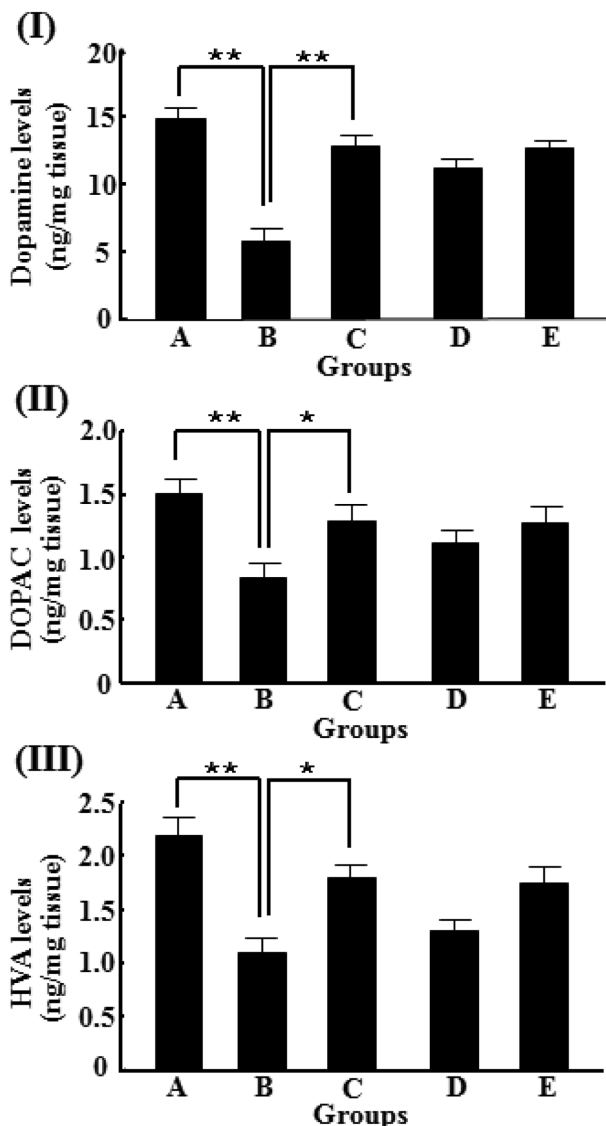 (I)
** **
Dopamine levels
(ng/mg tissue)
20
15
10
5
0
A B C D E
Groups
(II)
** *
DOPAC levels
(ng/mg tissue)
2.0
1.5
1.0
0.5
0
A B C D E
Groups
(III)
** *
HVA levels
(ng/mg tissue)
2.5
2.0
1.5
1.0
0.5
0
A B C D E
Groups